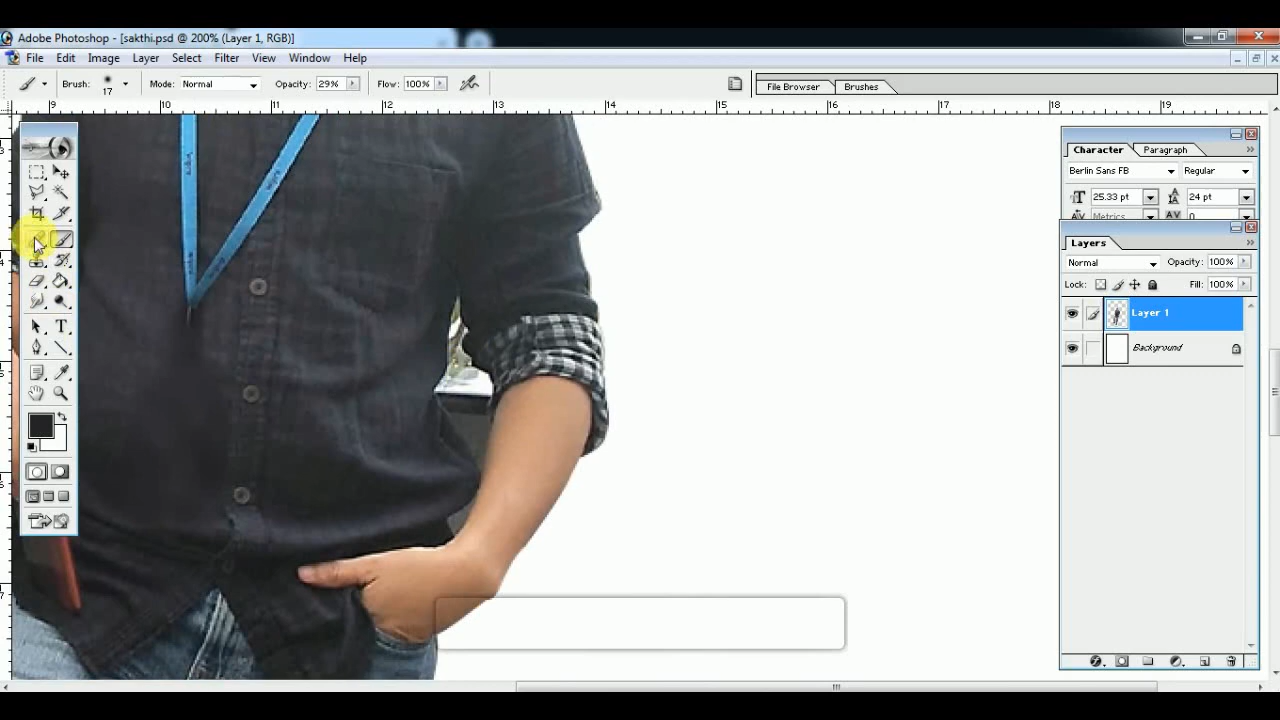 Adobe Photoshop - [sakthi.psd @ 200% (Layer 1, RGB)]
File Edit Image Layer Select Filter View Window Help
Brush: 17 Mode: Normal Opacity: 29% Flow: 100% File Browser Brushes
9 10 11 12 13 14 15 16 17 18 19
Character Paragraph
Berlin Sans FB Regular
25.33 pt 24 pt
Metrics 0
Layers
Normal Opacity: 100%
Lock: Fill: 100%
Layer 1
Background